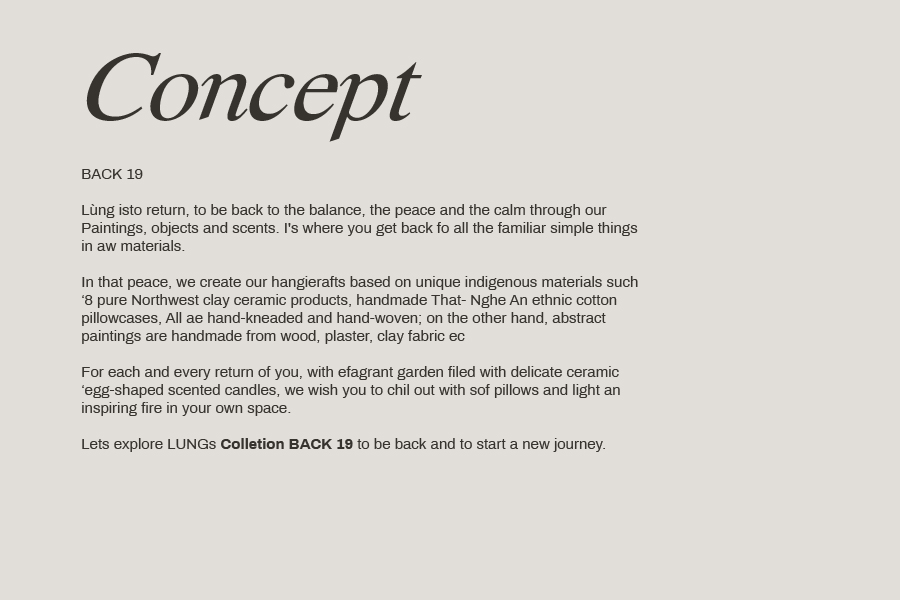 Concept
BACK 19
Lùng isto return, to be back to the balance, the peace and the calm through our
Paintings, objects and scents. I's where you get back fo all the familiar simple things
in aw materials.
In that peace, we create our hangierafts based on unique indigenous materials such
‘8 pure Northwest clay ceramic products, handmade That- Nghe An ethnic cotton
pillowcases, All ae hand-kneaded and hand-woven; on the other hand, abstract
paintings are handmade from wood, plaster, clay fabric ec
For each and every return of you, with efagrant garden filed with delicate ceramic
‘egg-shaped scented candles, we wish you to chil out with sof pillows and light an
inspiring fire in your own space.
Lets explore LUNGs Colletion BACK 19 to be back and to start a new journey.